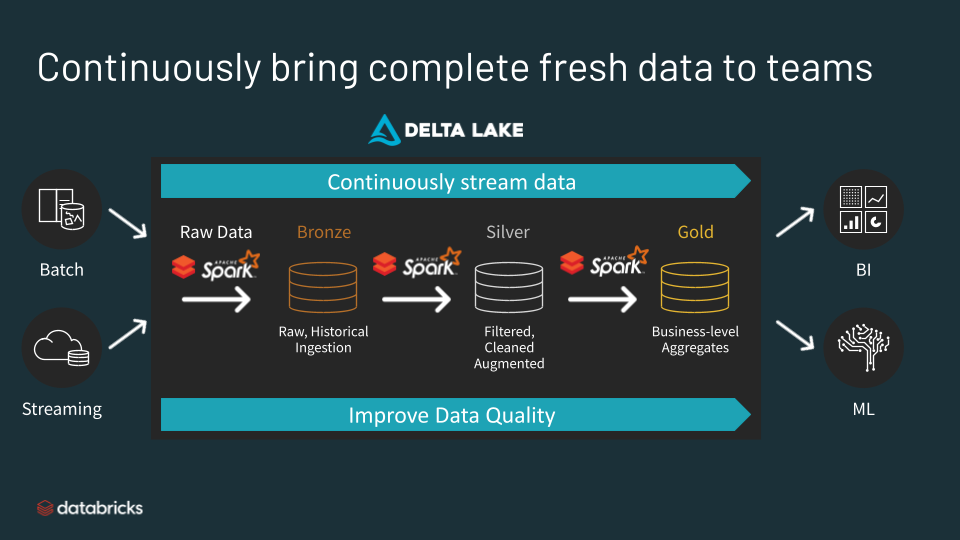 Continuously bring complete fresh data to teams
DELTA LAKE
Continuously stream data
Batch
Streaming
Raw Data
APACHE
Spark
Bronze
Raw, Historical
Ingestion
APACHE
Spark
Silver
Filtered,
Cleaned
Augmented
APACHE
Spark
Gold
Business-level
Aggregates
BI
ML
Improve Data Quality
databricks